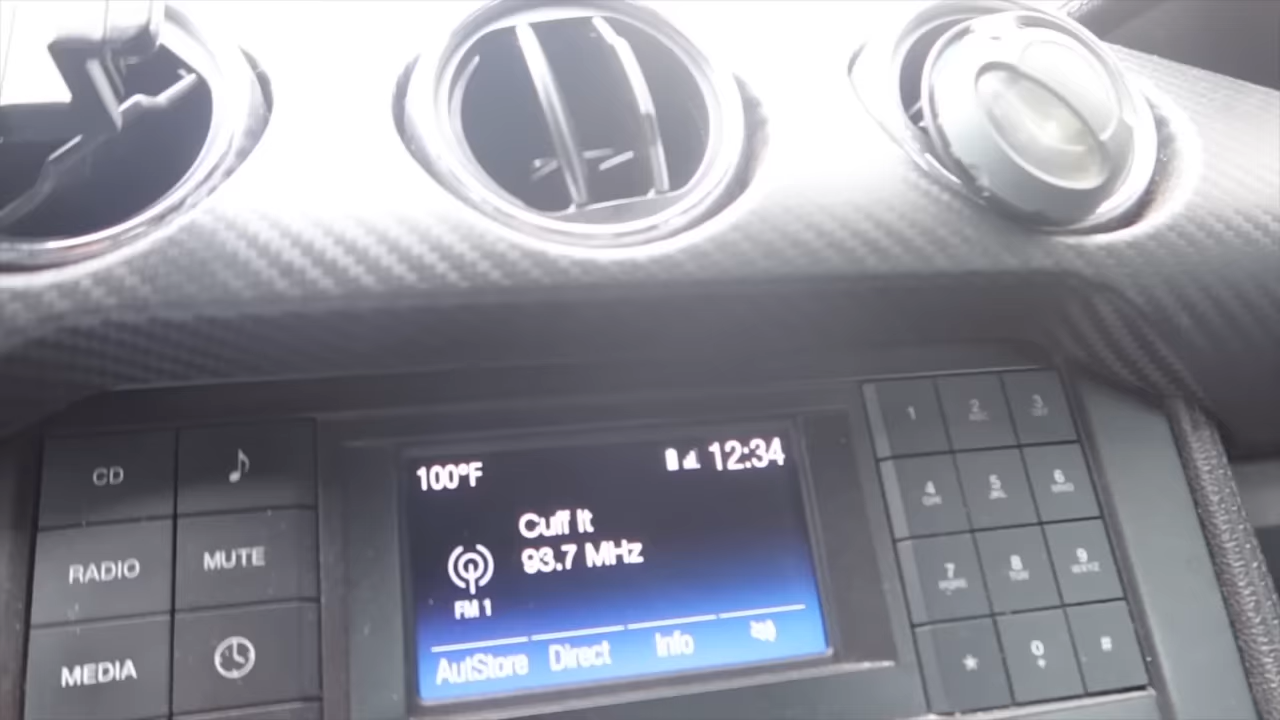 100°F 12:34
Cuff It
93.7 MHz
FM 1
AutStore Direct Info
CD
RADIO MUTE
MEDIA
1 2 3
4 5 6
7 8 9
* 0 #